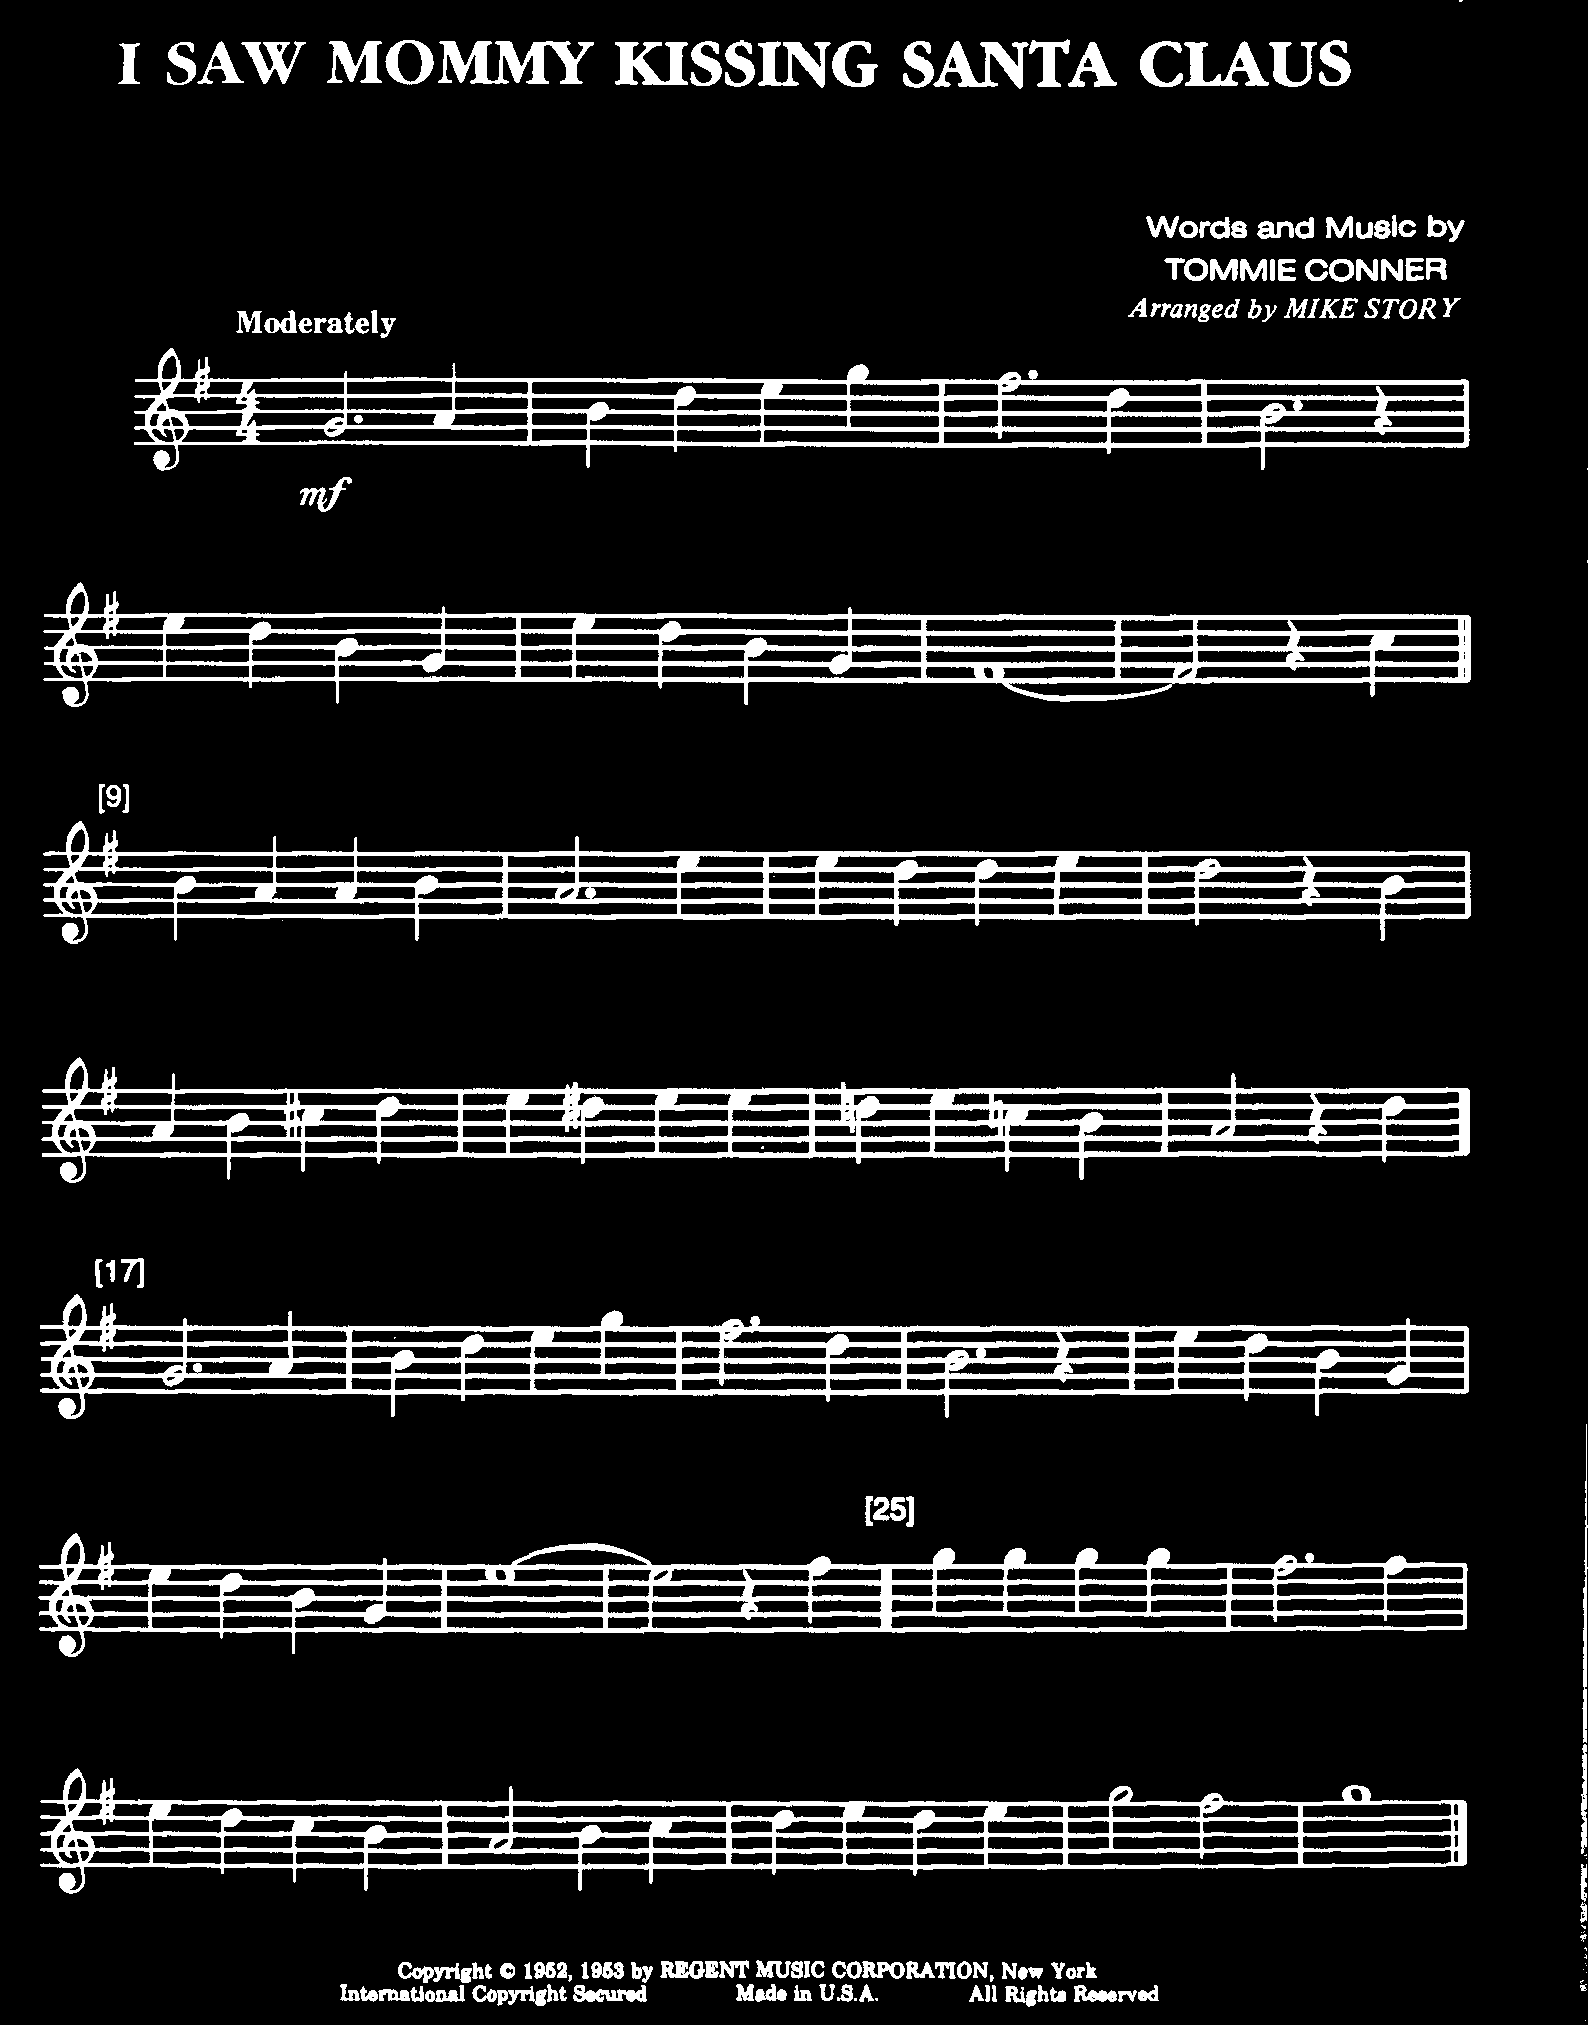 I SAW MOMMY KISSING SANTA CLAUS
Words and Music by
TOMMIE CONNER
Arranged by MIKE STORY
Moderately
mf
[9]
[17]
[25]
Copyright © 1952, 1953 by REGENT MUSIC CORPORATION, New York
International Copyright Secured Made in U.S.A. All Rights Reserved